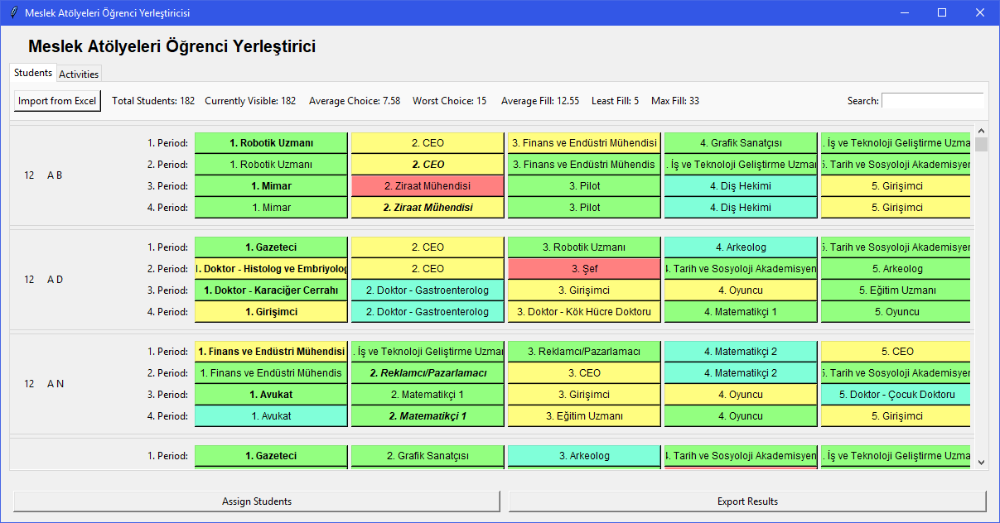 Meslek Atölyeleri Öğrenci Yerleştiricisi
Meslek Atölyeleri Öğrenci Yerleştirici
Students Activities
Import from Excel Total Students: 182 Currently Visible: 182 Average Choice: 7.58 Worst Choice: 15 Average Fill: 12.55 Least Fill: 5 Max Fill: 33 Search:
1. Period: 1. Robotik Uzmanı 2. CEO 3. Finans ve Endüstri Mühendisi 4. Grafik Sanatçısı . İş ve Teknoloji Geliştirme Uzma
2. Period: 1. Robotik Uzmanı 2. CEO 3. Finans ve Endüstri Mühendis . İş ve Teknoloji Geliştirme Uzmar 5. Tarih ve Sosyoloji Akademisyer
12 A B
3. Period: 1. Mimar 2. Ziraat Mühendisi 3. Pilot 4. Diş Hekimi 5. Girişimci
4. Period: 1. Mimar 2. Ziraat Mühendisi 3. Pilot 4. Diş Hekimi 5. Girişimci
1. Period: 1. Gazeteci 2. CEO 3. Robotik Uzmanı 4. Arkeolog 5. Tarih ve Sosyoloji Akademisyer
2. Period: 1. Doktor - Histolog ve Embriyolog 2. CEO 3. Şef 4. Tarih ve Sosyoloji Akademisyen 5. Arkeolog
12 A D
3. Period: 1. Doktor - Karaciğer Cerrahı 2. Doktor - Gastroenterolog 3. Girişimci 4. Oyuncu 5. Eğitim Uzmanı
4. Period: 1. Girişimci 2. Doktor - Gastroenterolog 3. Doktor - Kök Hücre Doktoru 4. Matematikçi 1 5. Oyuncu
1. Period: 1. Finans ve Endüstri Mühendisi . İş ve Teknoloji Geliştirme Uzmar 3. Reklamcı/Pazarlamacı 4. Matematikçi 2 5. CEO
2. Period: 1. Finans ve Endüstri Mühendis 2. Reklamcı/Pazarlamacı 3. CEO 4. Matematikçi 2 5. Tarih ve Sosyoloji Akademisyer
12 A N
3. Period: 1. Avukat 2. Matematikçi 1 3. Girişimci 4. Oyuncu 5. Doktor - Çocuk Doktoru
4. Period: 1. Avukat 2. Matematikçi 1 3. Eğitim Uzmanı 4. Oyuncu 5. Girişimci
1. Period: 1. Gazeteci 2. Grafik Sanatçısı 3. Arkeolog 4. Tarih ve Sosyoloji Akademisyen . İş ve Teknoloji Geliştirme Uzma
Assign Students Export Results